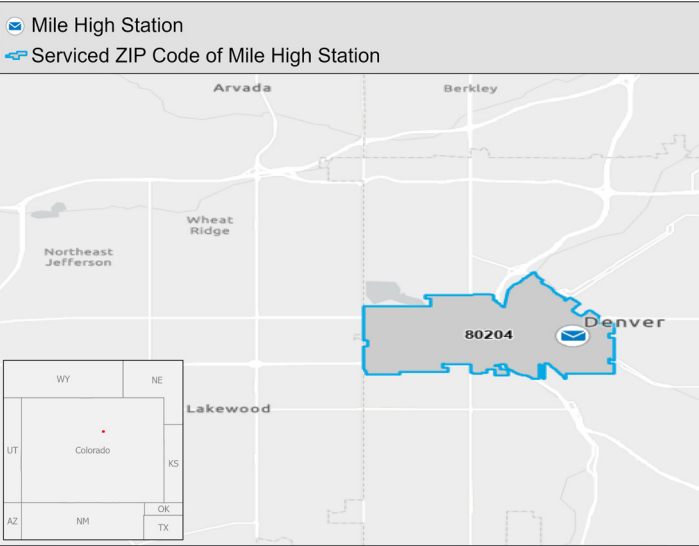 Mile High Station
Serviced ZIP Code of Mile High Station
Arvada
Berkley
Wheat
Ridge
Northeast
Jefferson
Denver
80204
Lakewood
WY
NE
UT
Colorado
KS
OK
AZ
NM
TX